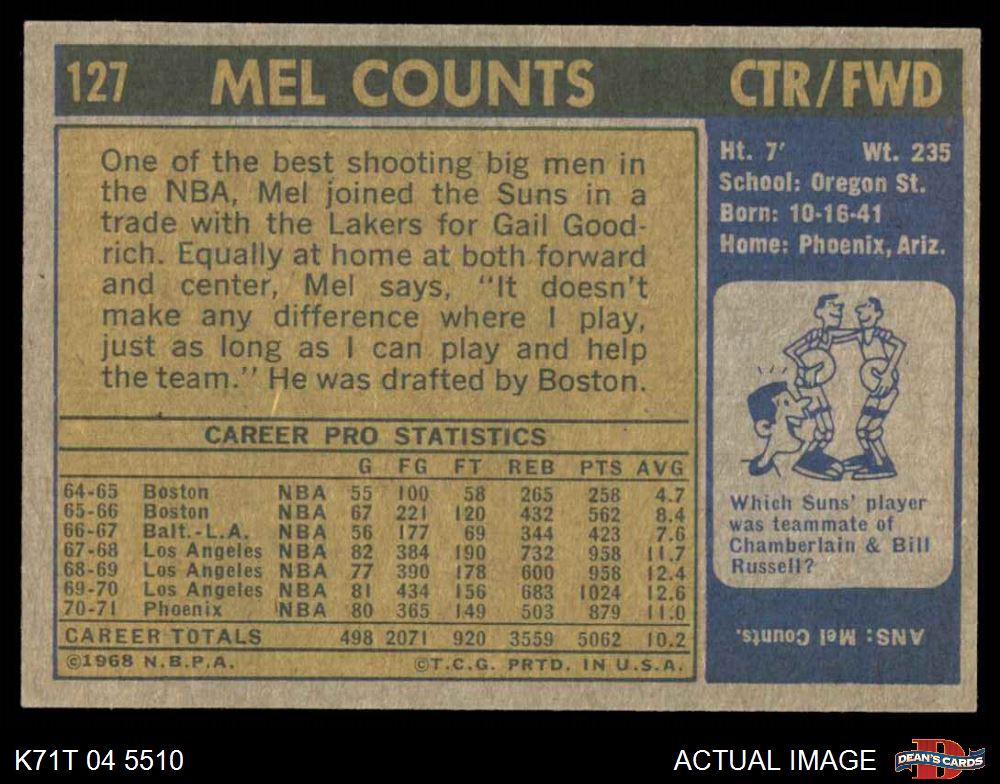 127 MEL COUNTS CTR/FWD
One of the best shooting big men in
the NBA, Mel joined the Suns in a
trade with the Lakers for Gail Good-
rich. Equally at home at both forward
and center, Mel says, "It doesn't
make any difference where I play,
just as long as I can play and help
the team." He was drafted by Boston.
CAREER PRO STATISTICS
G FG FT REB PTS AVG
64-65 Boston NBA 55 100 58 265 258 4.7
65-66 Boston NBA 67 221 120 432 562 8.4
66-67 Balt.-L.A. NBA 56 177 69 344 423 7.6
67-68 Los Angeles NBA 82 384 190 732 958 11.7
68-69 Los Angeles NBA 77 390 178 600 958 12.4
69-70 Los Angeles NBA 81 434 156 683 1024 12.6
70-71 Phoenix NBA 80 365 149 503 879 11.0
CAREER TOTALS 498 2071 920 3559 5062 10.2
©1968 N.B.P.A. ©T.C.G. PRTD. IN U.S.A.
Ht. 7' Wt. 235
School: Oregon St.
Born: 10-16-41
Home: Phoenix, Ariz.
Which Suns' player
was teammate of
Chamberlain & Bill
Russell?
ANS: Mel Counts.
K71T 04 5510 ACTUAL IMAGE D DEAN'S CARDS